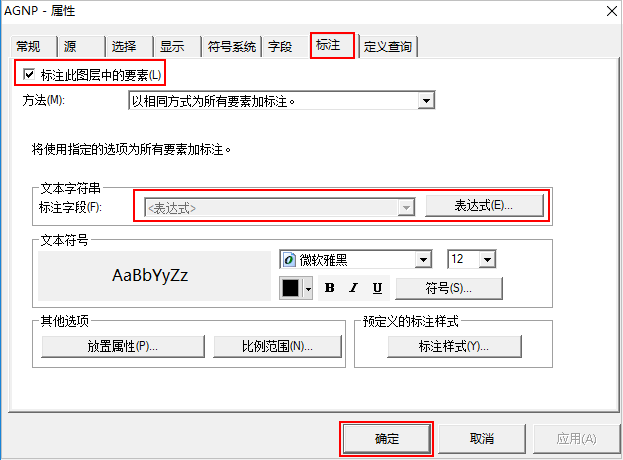 AGNP - 属性
常规 源 选择 显示 符号系统 字段 标注 定义查询
标注此图层中的要素(L)
方法(M): 以相同方式为所有要素加标注。
将使用指定的选项为所有要素加标注。
文本字符串
标注字段(F): <表达式> 表达式(E)...
文本符号
AaBbYyZz
微软雅黑 12
B I U 符号(S)...
其他选项 预定义的标注样式
放置属性(P)... 比例范围(N)... 标注样式(Y)...
确定 取消 应用(A)